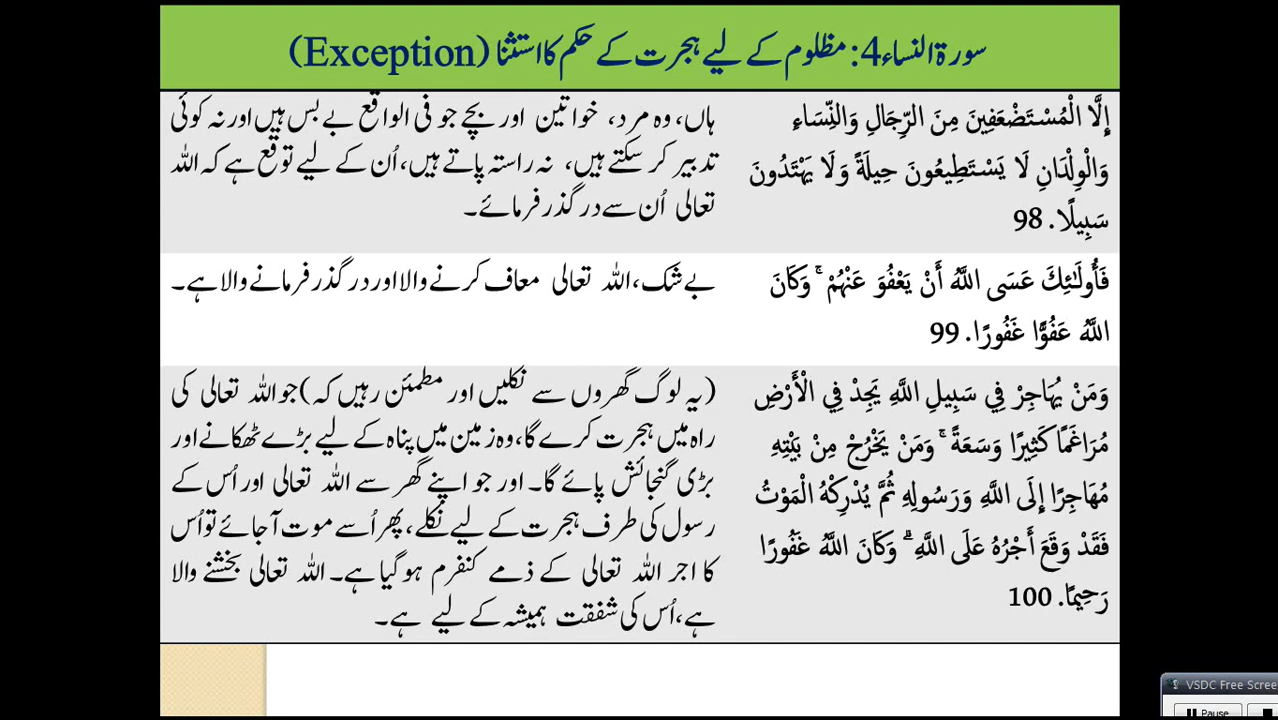 سورۃ النساء4: مظلوم کے لیے ہجرت کے حکم کا استثنا (Exception)
إِلَّا الْمُسْتَضْعَفِينَ مِنَ الرِّجَالِ وَالنِّسَاءِ
وَالْوِلْدَانِ لَا يَسْتَطِيعُونَ حِيلَةً وَلَا يَهْتَدُونَ
سَبِيلًا. 98
ہاں، وہ مرد، خواتین اور بچے جو فی الواقع بے بس ہیں اور نہ کوئی
تدبیر کر سکتے ہیں، نہ راستہ پاتے ہیں، اُن کے لیے توقع ہے کہ اللہ
تعالی اُن سے در گذر فرمائے۔
فَأُولَٰئِكَ عَسَى اللَّهُ أَنْ يَعْفُوَ عَنْهُمْ ۚ وَكَانَ
اللَّهُ عَفُوًّا غَفُورًا. 99
بے شک، اللہ تعالی معاف کرنے والا اور در گذر فرمانے والا ہے۔
وَمَنْ يُهَاجِرْ فِي سَبِيلِ اللَّهِ يَجِدْ فِي الْأَرْضِ
مُرَاغَمًا كَثِيرًا وَسَعَةً ۚ وَمَنْ يَخْرُجْ مِنْ بَيْتِهِ
مُهَاجِرًا إِلَى اللَّهِ وَرَسُولِهِ ثُمَّ يُدْرِكْهُ الْمَوْتُ
فَقَدْ وَقَعَ أَجْرُهُ عَلَى اللَّهِ ۗ وَكَانَ اللَّهُ غَفُورًا
رَحِيمًا. 100
(یہ لوگ گھروں سے نکلیں اور مطمئن رہیں کہ) جو اللہ تعالی کی
راہ میں ہجرت کرے گا، وہ زمین میں پناہ کے لیے بڑے ٹھکانے اور
بڑی گنجائش پائے گا۔ اور جو اپنے گھر سے اللہ تعالی اور اُس کے
رسول کی طرف ہجرت کے لیے نکلے، پھر اُسے موت آ جائے تو اُس
کا اجر اللہ تعالی کے ذمے کنفرم ہو گیا ہے۔ اللہ تعالی بخشنے والا
ہے، اُس کی شفقت ہمیشہ کے لیے ہے۔
VSDC Free Scree
Pause